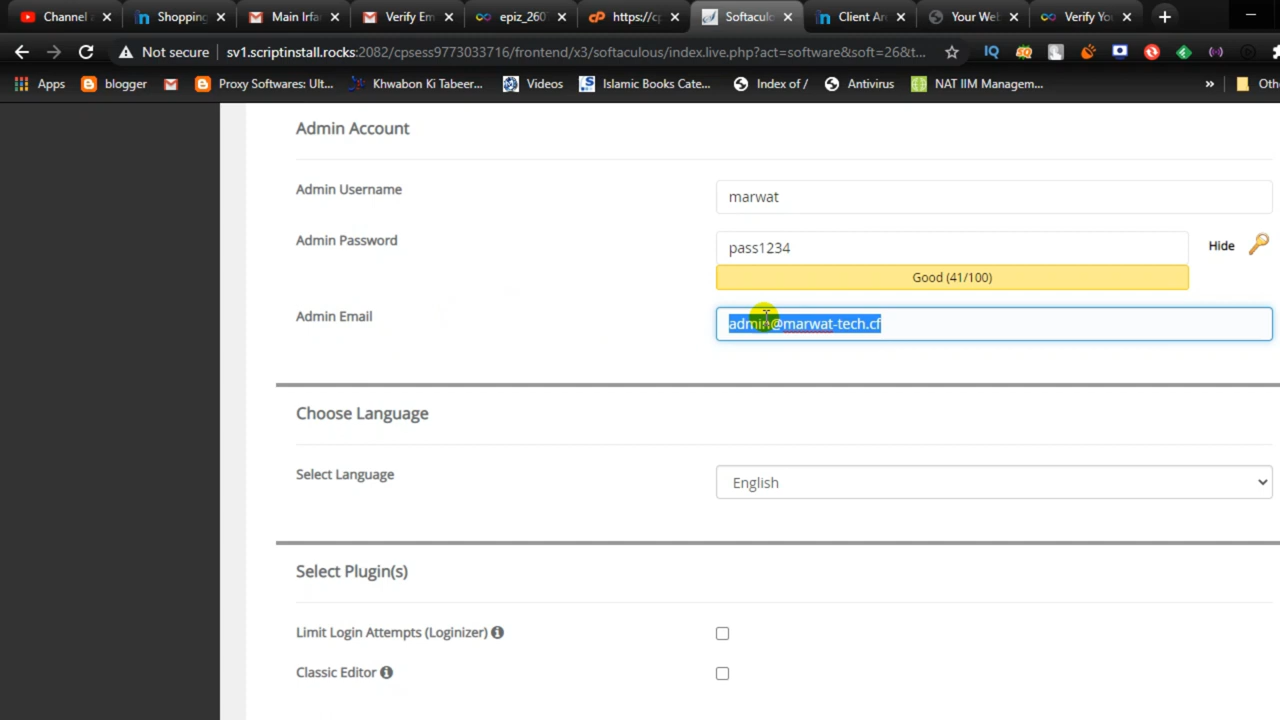 Channel
Shopping
Main Irfa
Verify Em
epiz_260
https://cp
Softaculo
Client Ar
Your Web
Verify Yo
Not secure
sv1.scriptinstall.rocks:2082/cpsess9773033716/frontend/x3/softaculous/index.live.php?act=software&soft=26&t...
Apps
blogger
Proxy Softwares: Ult...
Khwabon Ki Tabeer...
Videos
Islamic Books Cate...
Index of /
Antivirus
NAT IIM Managem...
»
Oth
Admin Account
Admin Username
marwat
Admin Password
pass1234
Hide
Good (41/100)
Admin Email
admin@marwat-tech.cf
Choose Language
Select Language
English
Select Plugin(s)
Limit Login Attempts (Loginizer)
Classic Editor